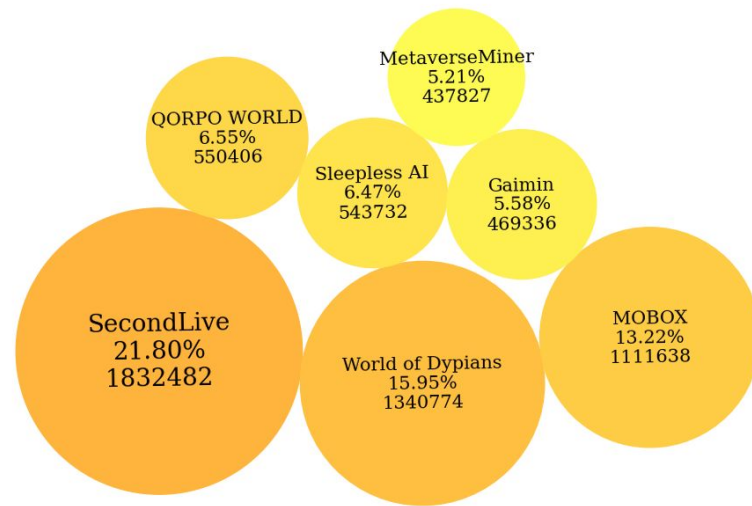 MetaverseMiner
5.21%
437827
QORPO WORLD
6.55%
550406
Sleepless AI
6.47%
543732
Gaimin
5.58%
469336
SecondLive
21.80%
1832482
World of Dypians
15.95%
1340774
MOBOX
13.22%
1111638